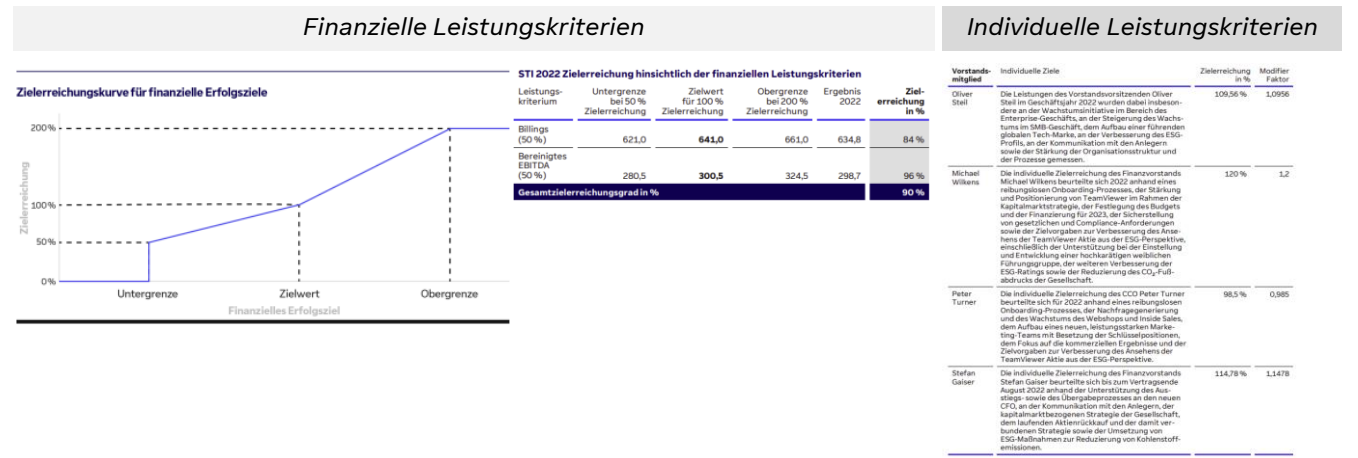 Finanzielle Leistungskriterien
Individuelle Leistungskriterien
Zielerreichungskurve für finanzielle Erfolgsziele
200%
100%
50%
0%
Zielerreichung
Untergrenze
Zielwert
Obergrenze
Finanzielles Erfolgsziel
STI 2022 Zielerreichung hinsichtlich der finanziellen Leistungskriterien
Leistungs- Untergrenze Zielwert Obergrenze Ergebnis Ziel-
kriterium bei 50 % für 100 % bei 200 % 2022 erreichung
Zielerreichung Zielerreichung Zielerreichung in %
Billings
(50 %) 621,0 641,0 661,0 634,8 84 %
Bereinigtes
EBITDA
(50 %) 280,5 300,5 324,5 298,7 96 %
Gesamtzielerreichungsgrad in % 90 %
Vorstands- Individuelle Ziele Zielerreichung Modifier
mitglied in % Faktor
Oliver Die Leistungen des Vorstandsvorsitzenden Oliver 109,56 % 1,0956
Steil Steil im Geschäftsjahr 2022 wurden dabei insbeson-
dere an der Wachstumsinitiative im Bereich des
Enterprise-Geschäfts, an der Steigerung des Wachs-
tums im SMB-Geschäft, dem Aufbau einer führenden
globalen Tech-Marke, an der Verbesserung des ESG-
Profils, an der Kommunikation mit den Anlegern
sowie der Stärkung der Organisationsstruktur und
der Prozesse gemessen.
Michael Die individuelle Zielerreichung des Finanzvorstands 120 % 1,2
Wilkens Michael Wilkens beurteilte sich 2022 anhand eines
reibungslosen Onboarding-Prozesses, der Stärkung
und Positionierung von TeamViewer im Rahmen der
Kapitalmarktstrategie, der Festlegung des Budgets
und der Finanzierung für 2023, der Sicherstellung
von gesetzlichen und Compliance-Anforderungen
sowie der Zielvorgaben zur Verbesserung des Anse-
hens der TeamViewer Aktie aus der ESG-Perspektive,
einschließlich der Unterstützung bei der Einstellung
und Entwicklung einer hochkarätigen weiblichen
Führungsgruppe, der weiteren Verbesserung der
ESG-Ratings sowie der Reduzierung des CO₂-Fuß-
abdrucks der Gesellschaft.
Peter Die individuelle Zielerreichung des CCO Peter Turner 98,5 % 0,985
Turner beurteilte sich für 2022 anhand eines reibungslosen
Onboarding-Prozesses, der Nachfragegenerierung
und des Wachstums des Webshops und Inside Sales,
dem Aufbau eines neuen, leistungsstarken Marke-
ting-Teams mit Besetzung der Schlüsselpositionen,
dem Fokus auf die kommerziellen Ergebnisse und der
Zielvorgaben zur Verbesserung des Ansehens der
TeamViewer Aktie aus der ESG-Perspektive.
Stefan Die individuelle Zielerreichung des Finanzvorstands 114,78 % 1,1478
Gaiser Stefan Gaiser beurteilte sich bis zum Vertragsende
August 2022 anhand der Unterstützung des Aus-
stiegs- sowie des Übergabeprozesses an den neuen
CFO, an der Kommunikation mit den Anlegern, der
kapitalmarktbezogenen Strategie der Gesellschaft,
dem laufenden Aktienrückkauf und der damit ver-
bundenen Strategie sowie der Umsetzung von
ESG-Maßnahmen zur Reduzierung von Kohlenstoff-
emissionen.